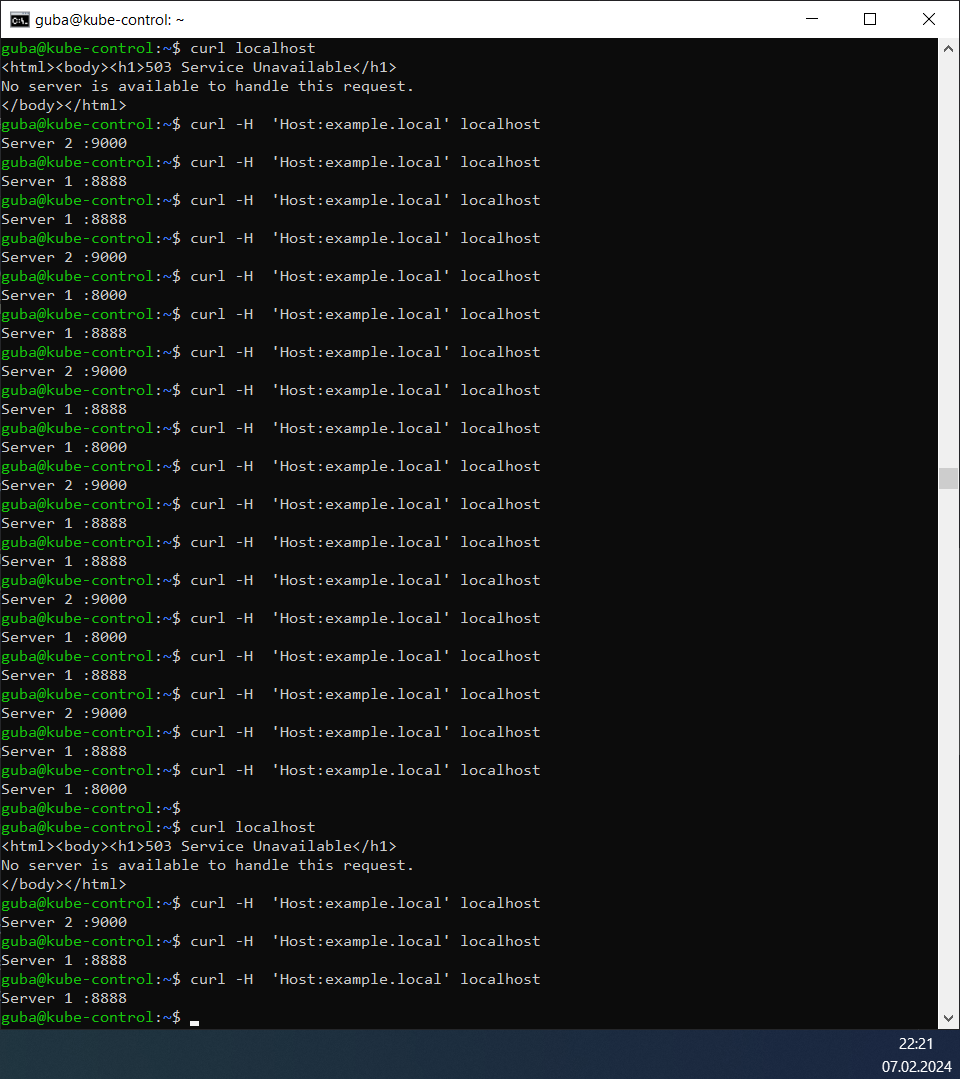 guba@kube-control: ~
guba@kube-control:~$ curl localhost
<html><body><h1>503 Service Unavailable</h1>
No server is available to handle this request.
</body></html>
guba@kube-control:~$ curl -H  'Host:example.local' localhost
Server 2 :9000
guba@kube-control:~$ curl -H  'Host:example.local' localhost
Server 1 :8888
guba@kube-control:~$ curl -H  'Host:example.local' localhost
Server 1 :8888
guba@kube-control:~$ curl -H  'Host:example.local' localhost
Server 2 :9000
guba@kube-control:~$ curl -H  'Host:example.local' localhost
Server 1 :8000
guba@kube-control:~$ curl -H  'Host:example.local' localhost
Server 1 :8888
guba@kube-control:~$ curl -H  'Host:example.local' localhost
Server 2 :9000
guba@kube-control:~$ curl -H  'Host:example.local' localhost
Server 1 :8888
guba@kube-control:~$ curl -H  'Host:example.local' localhost
Server 1 :8000
guba@kube-control:~$ curl -H  'Host:example.local' localhost
Server 2 :9000
guba@kube-control:~$ curl -H  'Host:example.local' localhost
Server 1 :8888
guba@kube-control:~$ curl -H  'Host:example.local' localhost
Server 1 :8888
guba@kube-control:~$ curl -H  'Host:example.local' localhost
Server 2 :9000
guba@kube-control:~$ curl -H  'Host:example.local' localhost
Server 1 :8000
guba@kube-control:~$ curl -H  'Host:example.local' localhost
Server 1 :8888
guba@kube-control:~$ curl -H  'Host:example.local' localhost
Server 2 :9000
guba@kube-control:~$ curl -H  'Host:example.local' localhost
Server 1 :8888
guba@kube-control:~$ curl -H  'Host:example.local' localhost
Server 1 :8000
guba@kube-control:~$
guba@kube-control:~$ curl localhost
<html><body><h1>503 Service Unavailable</h1>
No server is available to handle this request.
</body></html>
guba@kube-control:~$ curl -H  'Host:example.local' localhost
Server 2 :9000
guba@kube-control:~$ curl -H  'Host:example.local' localhost
Server 1 :8888
guba@kube-control:~$ curl -H  'Host:example.local' localhost
Server 1 :8888
guba@kube-control:~$
22:21
07.02.2024